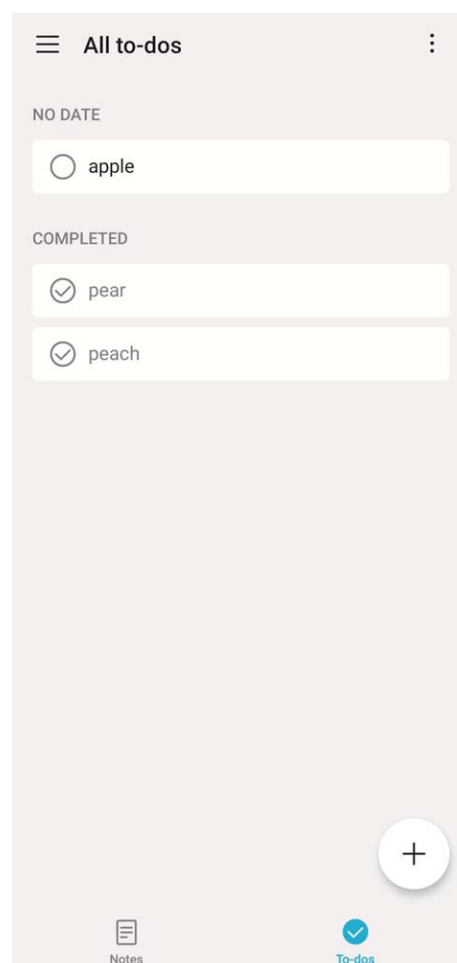 All to-dos
NO DATE
apple
COMPLETED
pear
peach
Notes
To-dos